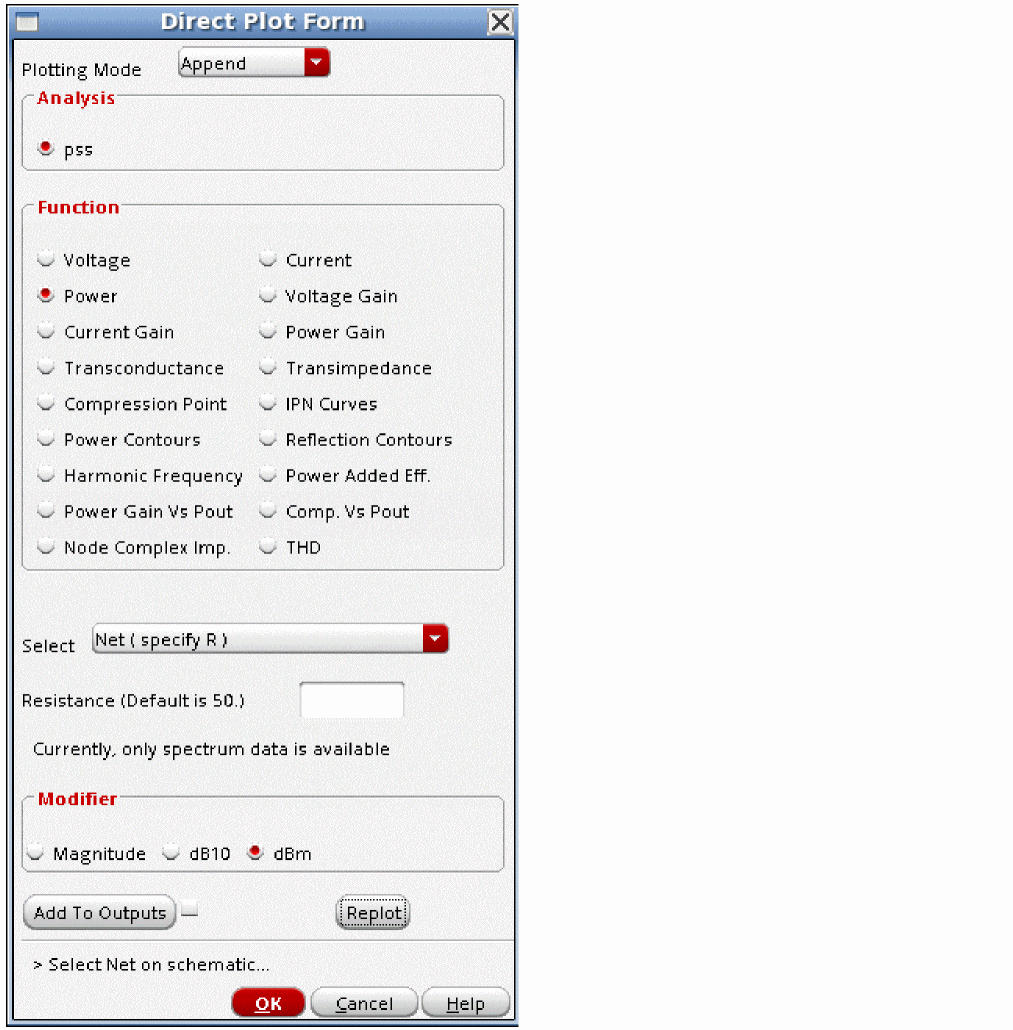 Direct Plot Form
Plotting Mode Append
Analysis
pss
Function
Voltage Current
Power Voltage Gain
Current Gain Power Gain
Transconductance Transimpedance
Compression Point IPN Curves
Power Contours Reflection Contours
Harmonic Frequency Power Added Eff.
Power Gain Vs Pout Comp. Vs Pout
Node Complex Imp. THD
Select Net ( specify R )
Resistance (Default is 50.)
Currently, only spectrum data is available
Modifier
Magnitude dB10 dBm
Add To Outputs Replot
> Select Net on schematic...
OK Cancel Help